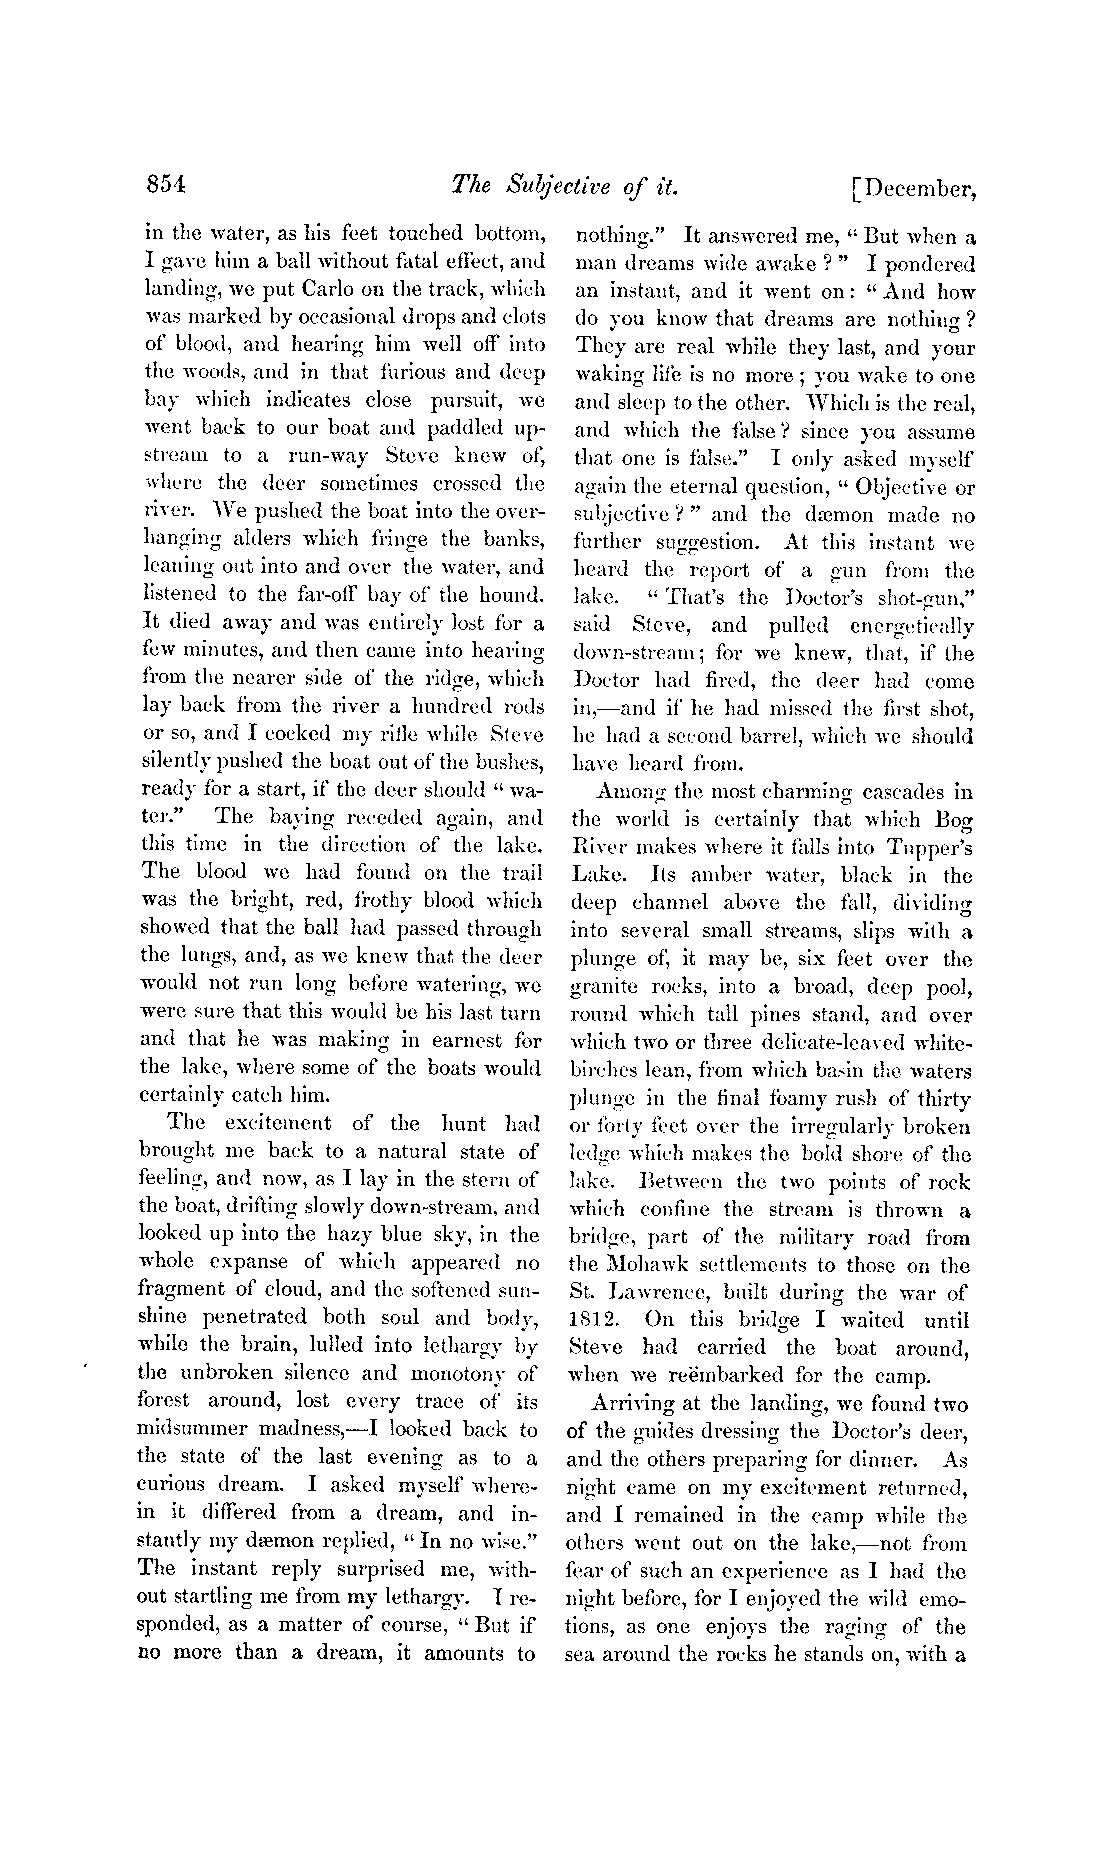 854 The Subjective of it. [December,
in the water, as his feet touched bottom,
I gave him a ball without fatal effect, and
landing, we put Carlo on the track, which
was marked by occasional drops and clots
of blood, and hearing him well off into
the woods, and in that furious and deep
bay which indicates close pursuit, we
went back to our boat and paddled up-
stream to a run-way Steve knew of,
where the deer sometimes crossed the
river. We pushed the boat into the over-
hanging alders which fringe the banks,
leaning out into and over the water, and
listened to the far-off bay of the hound.
It died away and was entirely lost for a
few minutes, and then came into hearing
from the nearer side of the ridge, which
lay back from the river a hundred rods
or so, and I cocked my rifle while Steve
silently pushed the boat out of the bushes,
ready for a start, if the deer should “ wa-
ter.” The baying receded again, and
this time in the direction of the lake.
The blood we had found on the trail
was the bright, red, frothy blood which
showed that the ball had passed through
the lungs, and, as we knew that the deer
would not run long before watering, we
were sure that this would be his last turn
and that he was making in earnest for
the lake, where some of the boats would
certainly catch him.
The excitement of the hunt had
brought me back to a natural state of
feeling, and now, as I lay in the stern of
the boat, drifting slowly down-stream, and
looked up into the hazy blue sky, in the
whole expanse of which appeared no
fragment of cloud, and the softened sun-
shine penetrated both soul and body,
while the brain, lulled into lethargy by
the unbroken silence and monotony of
forest around, lost every trace of its
midsummer madness,—I looked back to
the state of the last evening as to a
curious dream. I asked myself where-
in it differed from a dream, and in-
stantly my dæmon replied, “ In no wise.”
The instant reply surprised me, with-
out startling me from my lethargy. I re-
sponded, as a matter of course, “ But if
no more than a dream, it amounts to
nothing.” It answered me, “ But when a
man dreams wide awake ? ” I pondered
an instant, and it went on : “ And how
do you know that dreams are nothing ?
They are real while they last, and your
waking life is no more ; you wake to one
and sleep to the other. Which is the real,
and which the false ? since you assume
that one is false.” I only asked myself
again the eternal question, “ Objective or
subjective ? ” and the dæmon made no
further suggestion. At this instant we
heard the report of a gun from the
lake. “ That's the Doctor's shot-gun,”
said Steve, and pulled energetically
down-stream ; for we knew, that, if the
Doctor had fired, the deer had come
in,—and if he had missed the first shot,
he had a second barrel, which we should
have heard from.
Among the most charming cascades in
the world is certainly that which Bog
River makes where it falls into Tupper's
Lake. Its amber water, black in the
deep channel above the fall, dividing
into several small streams, slips with a
plunge of, it may be, six feet over the
granite rocks, into a broad, deep pool,
round which tall pines stand, and over
which two or three delicate-leaved white-
birches lean, from which basin the waters
plunge in the final foamy rush of thirty
or forty feet over the irregularly broken
ledge which makes the bold shore of the
lake. Between the two points of rock
which confine the stream is thrown a
bridge, part of the military road from
the Mohawk settlements to those on the
St. Lawrence, built during the war of
1812. On this bridge I waited until
Steve had carried the boat around,
when we reëmbarked for the camp.
Arriving at the landing, we found two
of the guides dressing the Doctor's deer,
and the others preparing for dinner. As
night came on my excitement returned,
and I remained in the camp while the
others went out on the lake,—not from
fear of such an experience as I had the
night before, for I enjoyed the wild emo-
tions, as one enjoys the raging of the
sea around the rocks he stands on, with a